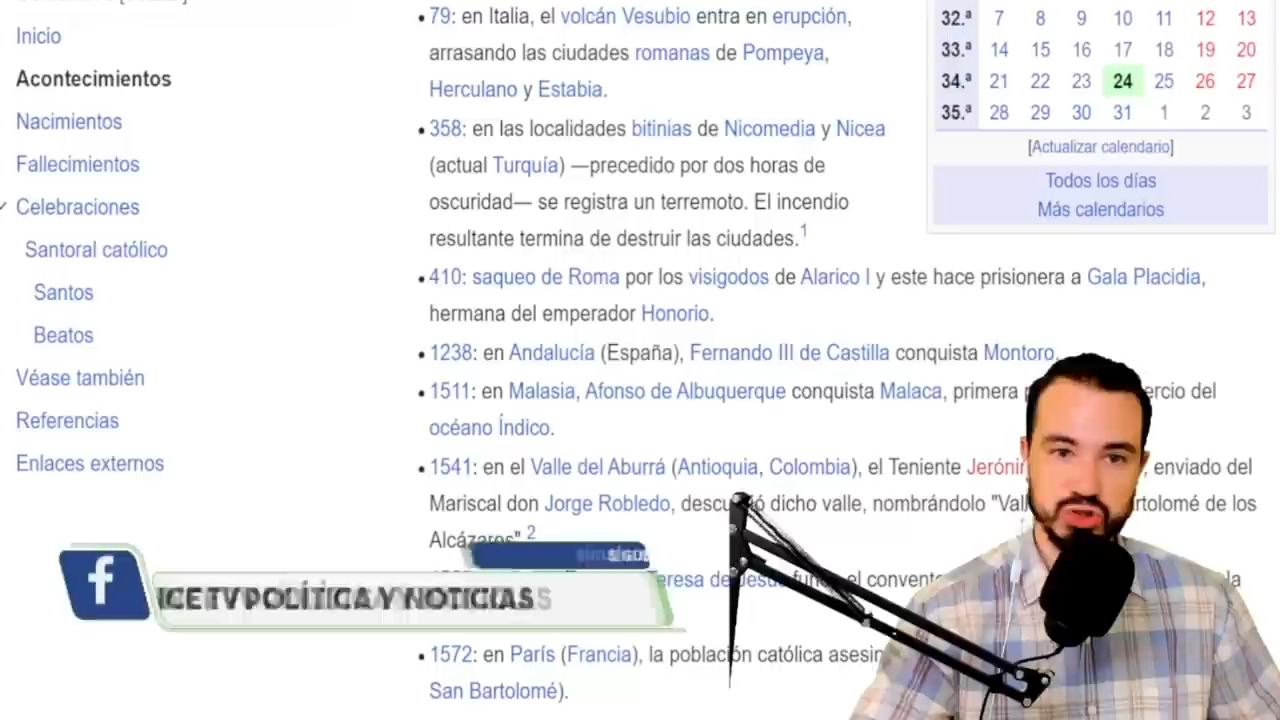 Inicio
Acontecimientos
Nacimientos
Fallecimientos
Celebraciones
Santoral católico
Santos
Beatos
Véase también
Referencias
Enlaces externos
79: en Italia, el volcán Vesubio entra en erupción,
arrasando las ciudades romanas de Pompeya,
Herculano y Estabia.
358: en las localidades bitinias de Nicomedia y Nicea
(actual Turquía) —precedido por dos horas de
oscuridad— se registra un terremoto. El incendio
resultante termina de destruir las ciudades.1
410: saqueo de Roma por los visigodos de Alarico I y este hace prisionera a Gala Placidia,
hermana del emperador Honorio.
1238: en Andalucía (España), Fernando III de Castilla conquista Montoro.
1511: en Malasia, Afonso de Albuquerque conquista Malaca, primera del
océano Índico.
1541: en el Valle del Aburrá (Antioquia, Colombia), el Teniente enviado del
Mariscal don Jorge Robledo, dicho valle, nombrándolo de los
Alcázares" 2
Teresa de el la
1572: en París (Francia), la población católica
San Bartolomé).
32.ª 7 8 9 10 11 12 13
33.ª 14 15 16 17 18 19 20
34.ª 21 22 23 24 25 26 27
35.ª 28 29 30 31 1 2 3
[Actualizar calendario]
Todos los días
Más calendarios
f
TV POLÍTICA Y NOTICIAS